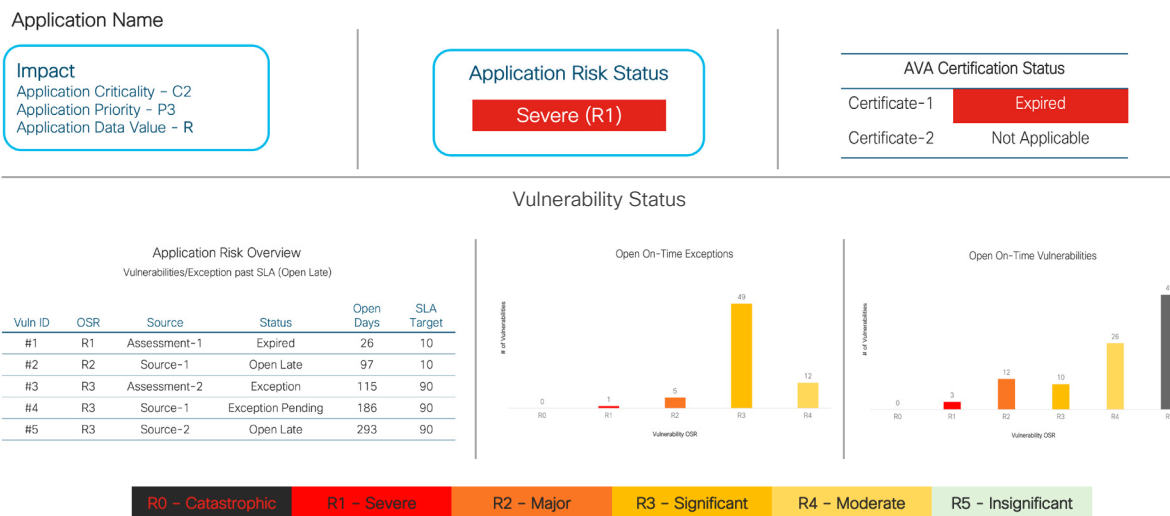 Application Name
Impact
Application Criticality - C2
Application Priority - P3
Application Data Value - R
Application Risk Status
Severe (R1)
AVA Certification Status
Certificate-1 Expired
Certificate-2 Not Applicable
Vulnerability Status
Application Risk Overview
Vulnerabilities/Exception past SLA (Open Late)
Vuln ID OSR Source Status Open Days SLA Target
#1 R1 Assessment-1 Expired 26 10
#2 R2 Source-1 Open Late 97 10
#3 R3 Assessment-2 Exception 115 90
#4 R3 Source-1 Exception Pending 186 90
#5 R3 Source-2 Open Late 293 90
Open On-Time Exceptions
# of Vulnerabilities
0 1 5 49 12
R0 R1 R2 R3 R4
Vulnerability OSR
Open On-Time Vulnerabilities
# of Vulnerabilities
0 3 12 10 26
R0 R1 R2 R3 R4
Vulnerability OSR
R0 - Catastrophic R1 - Severe R2 - Major R3 - Significant R4 - Moderate R5 - Insignificant